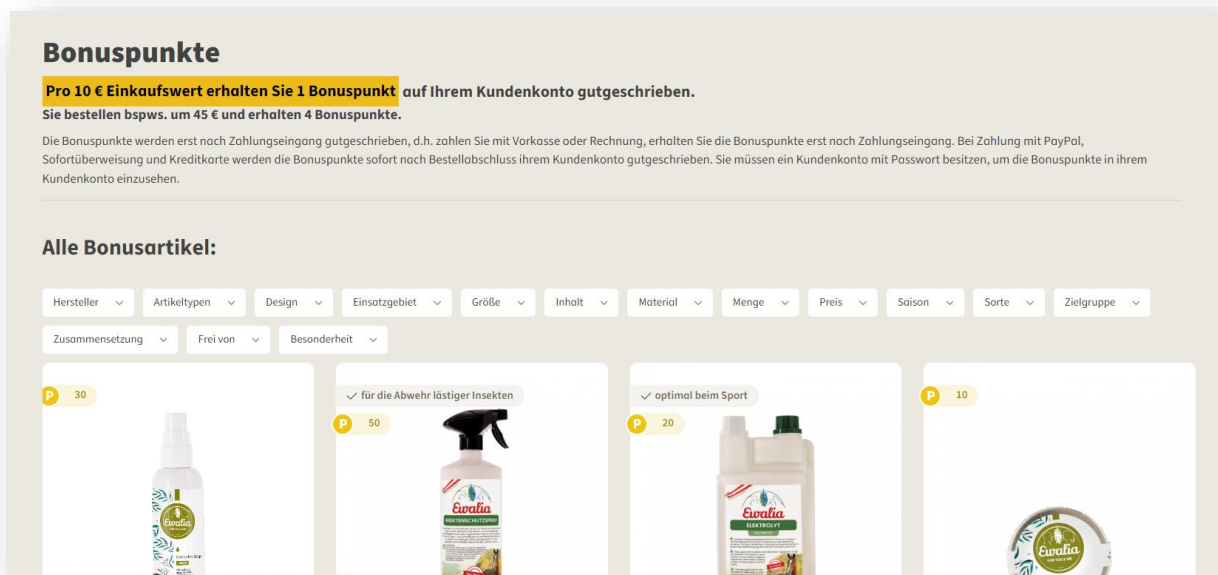 Bonuspunkte
Pro 10 € Einkaufswert erhalten Sie 1 Bonuspunkt auf Ihrem Kundenkonto gutgeschrieben.
Sie bestellen bspws. um 45 € und erhalten 4 Bonuspunkte.
Die Bonuspunkte werden erst noch Zahlungseingang gutgeschrieben, d.h. zahlen Sie mit Vorkasse oder Rechnung, erhalten Sie die Bonuspunkte erst nach Zahlungseingang. Bei Zahlung mit PayPal,
Sofortüberweisung und Kreditkarte werden die Bonuspunkte sofort nach Bestellabschluss ihrem Kundenkonto gutgeschrieben. Sie müssen ein Kundenkonto mit Passwort besitzen, um die Bonuspunkte in ihrem
Kundenkonto einzusehen.
Alle Bonusartikel:
Hersteller Artikeltypen Design Einsatzgebiet Größe Inhalt Material Menge Preis Saison Sorte Zielgruppe
Zusammensetzung Frei von Besonderheit
P 30
für die Abwehr lästiger Insekten
P 50
optimal beim Sport
P 20
P 10
Ewalia
Ewalia
INSEKTENSCHUTZSPRAY
Ewalia
ELEKTROLYT
Ewalia